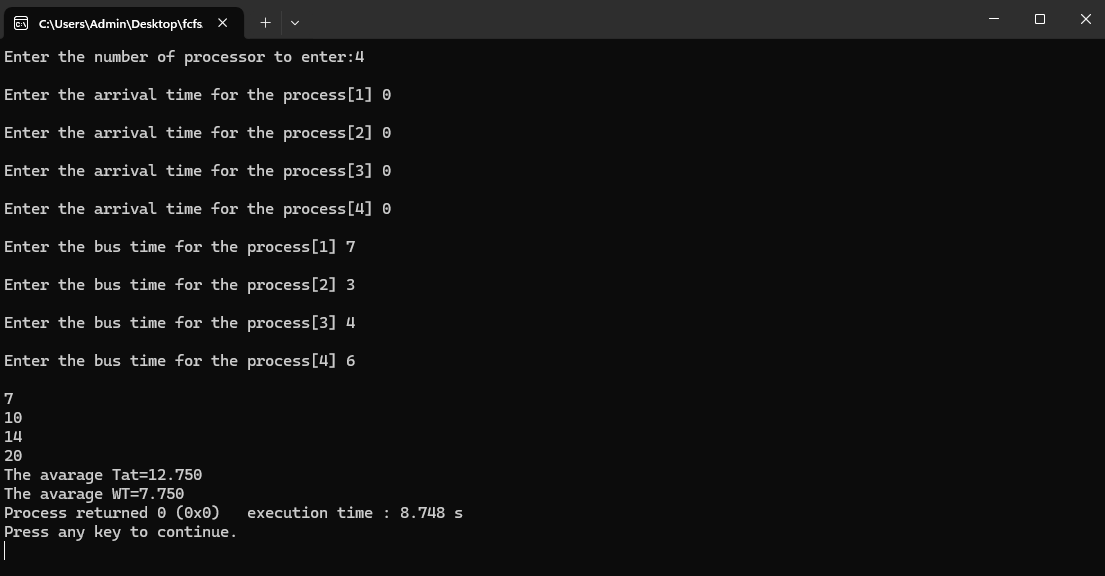 C:\Users\Admin\Desktop\fcfs.
Enter the number of processor to enter:4
Enter the arrival time for the process[1] 0
Enter the arrival time for the process[2] 0
Enter the arrival time for the process[3] 0
Enter the arrival time for the process[4] 0
Enter the bus time for the process[1] 7
Enter the bus time for the process[2] 3
Enter the bus time for the process[3] 4
Enter the bus time for the process[4] 6
7
10
14
20
The avarage Tat=12.750
The avarage WT=7.750
Process returned 0 (0x0)   execution time : 8.748 s
Press any key to continue.